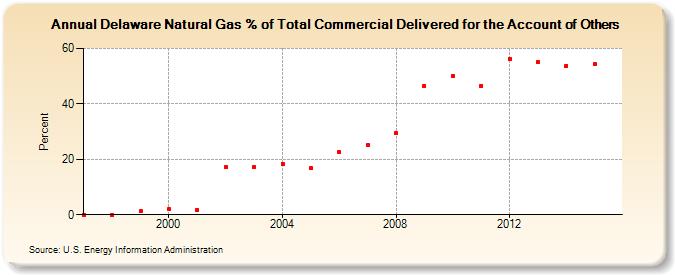 Annual Delaware Natural Gas % of Total Commercial Delivered for the Account of Others
Percent
60
40
20
0
2000 2004 2008 2012
Source: U.S. Energy Information Administration